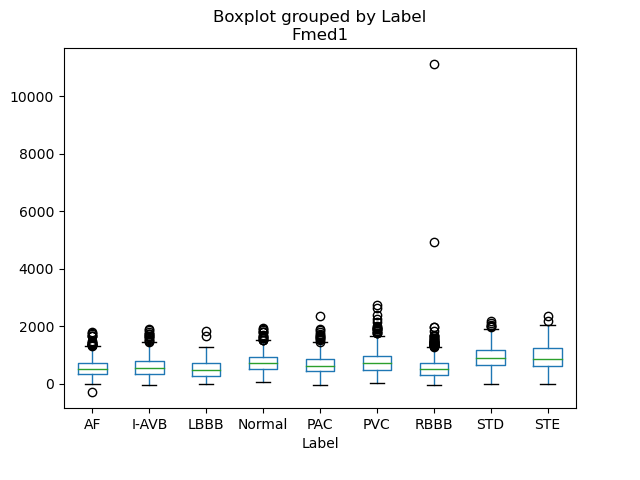 Boxplot grouped by Label
Fmed1
10000
8000
6000
4000
2000
0
AF I-AVB LBBB Normal PAC PVC RBBB STD STE
Label